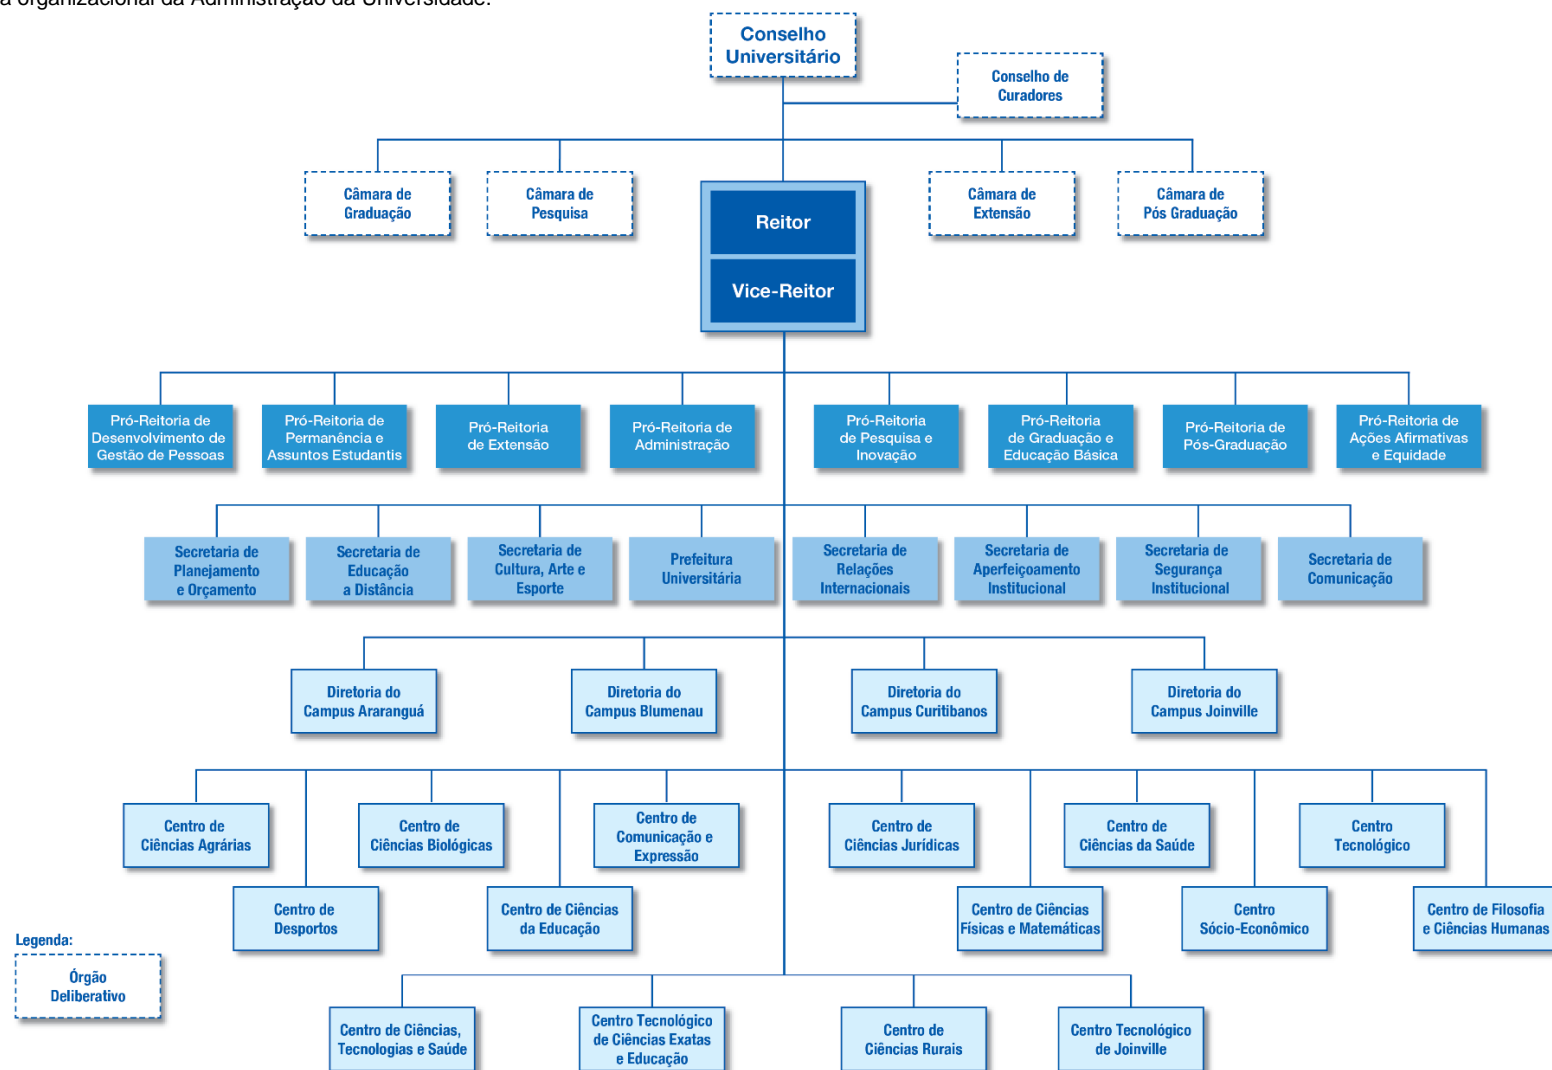 a organizacional da Administração da Universidade.
Conselho
Universitário
Conselho de
Curadores
Câmara de
Graduação
Câmara de
Pesquisa
Câmara de
Extensão
Câmara de
Pós Graduação
Reitor
Vice-Reitor
Pró-Reitoria de
Desenvolvimento de
Gestão de Pessoas
Pró-Reitoria de
Permanência e
Assuntos Estudantis
Pró-Reitoria
de Extensão
Pró-Reitoria de
Administração
Pró-Reitoria
de Pesquisa e
Inovação
Pró-Reitoria
de Graduação e
Educação Básica
Pró-Reitoria de
Pós-Graduação
Pró-Reitoria de
Ações Afirmativas
e Equidade
Secretaria de
Planejamento
e Orçamento
Secretaria de
Educação
a Distância
Secretaria de
Cultura, Arte e
Esporte
Prefeitura
Universitária
Secretaria de
Relações
Internacionais
Secretaria de
Aperfeiçoamento
Institucional
Secretaria de
Segurança
Institucional
Secretaria de
Comunicação
Diretoria do
Campus Araranguá
Diretoria do
Campus Blumenau
Diretoria do
Campus Curitibanos
Diretoria do
Campus Joinville
Centro de
Ciências Agrárias
Centro de
Ciências Biológicas
Centro de
Comunicação e
Expressão
Centro de
Ciências Jurídicas
Centro de
Ciências da Saúde
Centro
Tecnológico
Centro de
Desportos
Centro de Ciências
da Educação
Centro de Ciências
Físicas e Matemáticas
Centro
Sócio-Econômico
Centro de Filosofia
e Ciências Humanas
Legenda:
Órgão
Deliberativo
Centro de Ciências,
Tecnologias e Saúde
Centro Tecnológico
de Ciências Exatas
e Educação
Centro de
Ciências Rurais
Centro Tecnológico
de Joinville